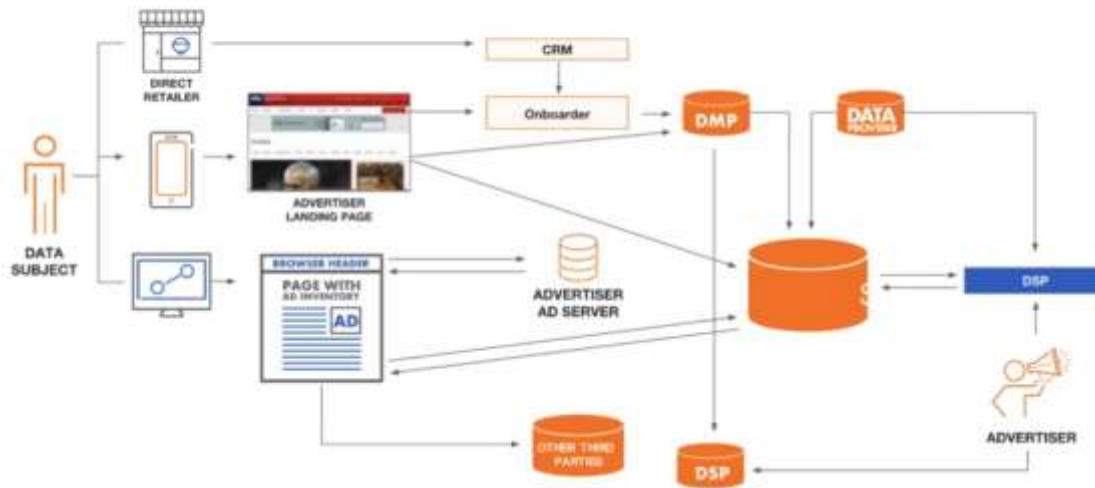 CRM
DIRECT
RETAILER
Onboarder
DMP
DATA
PROVIDER
ADVERTISER
LANDING PAGE
DATA
SUBJECT
BROWSER HEADER
PAGE WITH
AD INVENTORY
AD
ADVERTISER
AD SERVER
DSP
ADVERTISER
OTHER THIRD
PARTIES
DSP